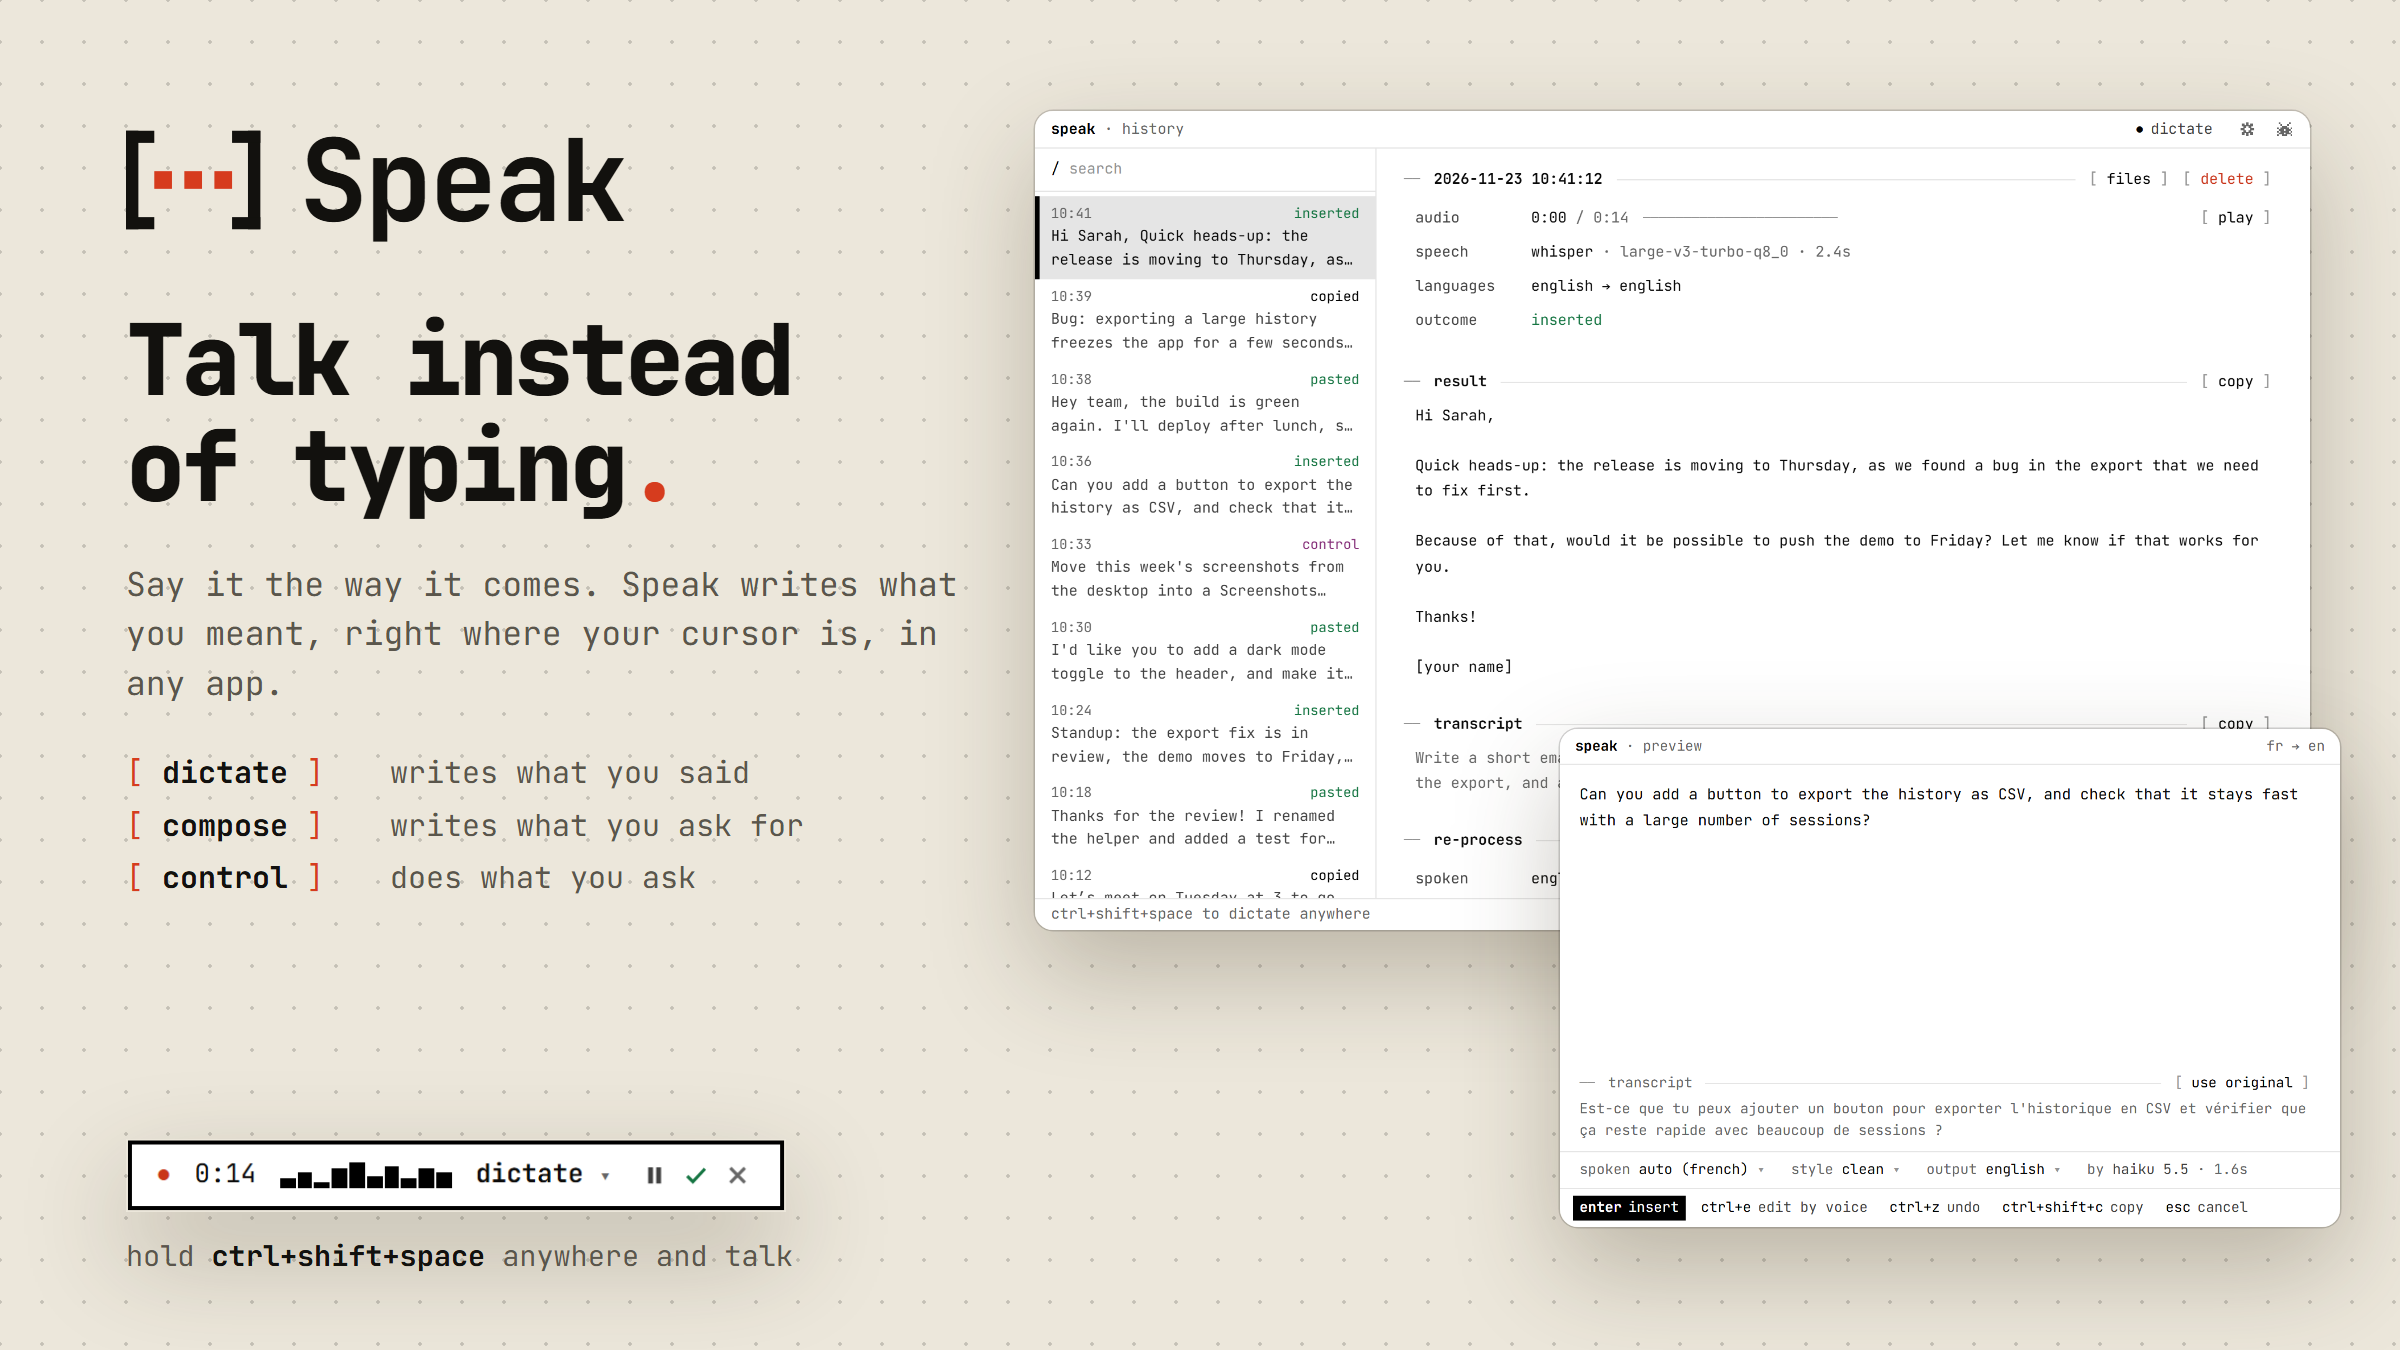 [···] Speak
Talk instead
of typing.
Say it the way it comes. Speak writes what
you meant, right where your cursor is, in
any app.
[ dictate ] writes what you said
[ compose ] writes what you ask for
[ control ] does what you ask
0:14 dictate ▾
hold ctrl+shift+space anywhere and talk
speak · history
● dictate
/ search
10:41 inserted
Hi Sarah, Quick heads-up: the
release is moving to Thursday, as…
10:39 copied
Bug: exporting a large history
freezes the app for a few seconds…
10:38 pasted
Hey team, the build is green
again. I'll deploy after lunch, s…
10:36 inserted
Can you add a button to export the
history as CSV, and check that it…
10:33 control
Move this week's screenshots from
the desktop into a Screenshots…
10:30 pasted
I'd like you to add a dark mode
toggle to the header, and make it…
10:24 inserted
Standup: the export fix is in
review, the demo moves to Friday,…
10:18 pasted
Thanks for the review! I renamed
the helper and added a test for…
10:12 copied
Let's meet on Tuesday at 3 to go
ctrl+shift+space to dictate anywhere
2026-11-23 10:41:12 [ files ] [ delete ]
audio 0:00 / 0:14 [ play ]
speech whisper · large-v3-turbo-q8_0 · 2.4s
languages english → english
outcome inserted
result [ copy ]
Hi Sarah,
Quick heads-up: the release is moving to Thursday, as we found a bug in the export that we need
to fix first.
Because of that, would it be possible to push the demo to Friday? Let me know if that works for
you.
Thanks!
[your name]
transcript [ copy ]
Write a short
the export, and
re-process
spoken
speak · preview fr → en
Can you add a button to export the history as CSV, and check that it stays fast
with a large number of sessions?
transcript [ use original ]
Est-ce que tu peux ajouter un bouton pour exporter l'historique en CSV et vérifier que
ça reste rapide avec beaucoup de sessions ?
spoken auto (french) ▾ style clean ▾ output english ▾ by haiku 5.5 · 1.6s
enter insert ctrl+e edit by voice ctrl+z undo ctrl+shift+c copy esc cancel